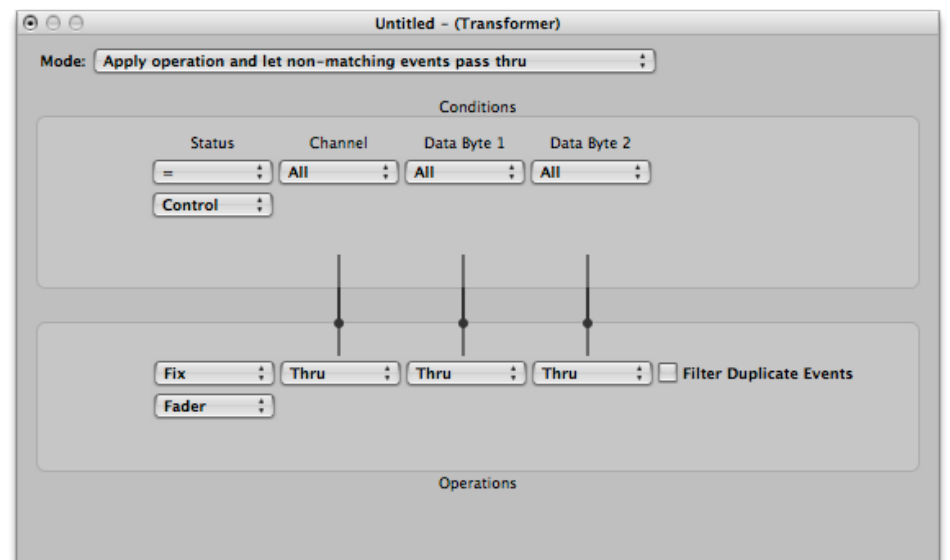 Untitled – (Transformer)
Mode: Apply operation and let non-matching events pass thru
Conditions
Status Channel Data Byte 1 Data Byte 2
= All All All
Control
Fix Thru Thru Thru Filter Duplicate Events
Fader
Operations